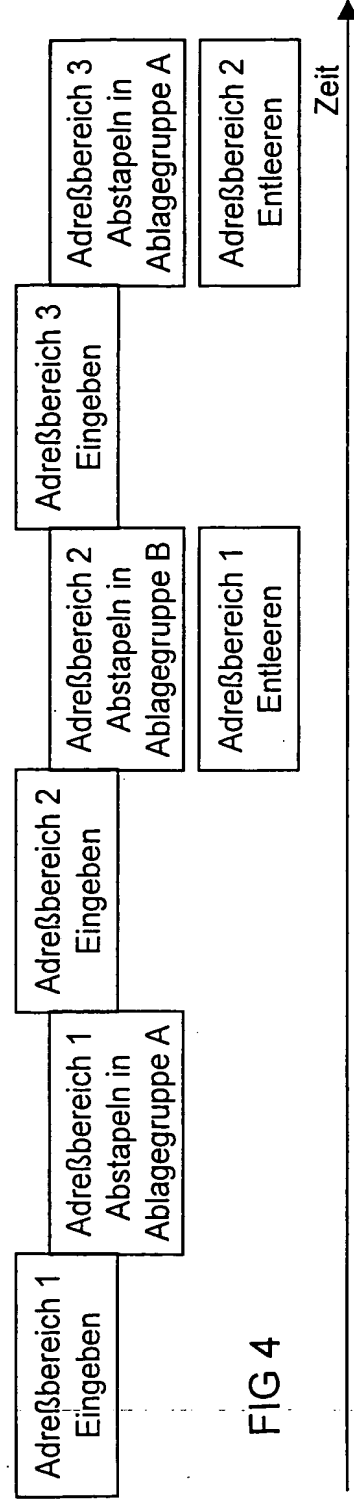 Adreßbereich 1
Eingeben
Adreßbereich 1
Abstapeln in
Ablagegruppe A
Adreßbereich 2
Eingeben
Adreßbereich 2
Abstapeln in
Ablagegruppe B
Adreßbereich 1
Entleeren
Adreßbereich 3
Eingeben
Adreßbereich 3
Abstapeln in
Ablagegruppe A
Adreßbereich 2
Entleeren
Zeit
FIG 4